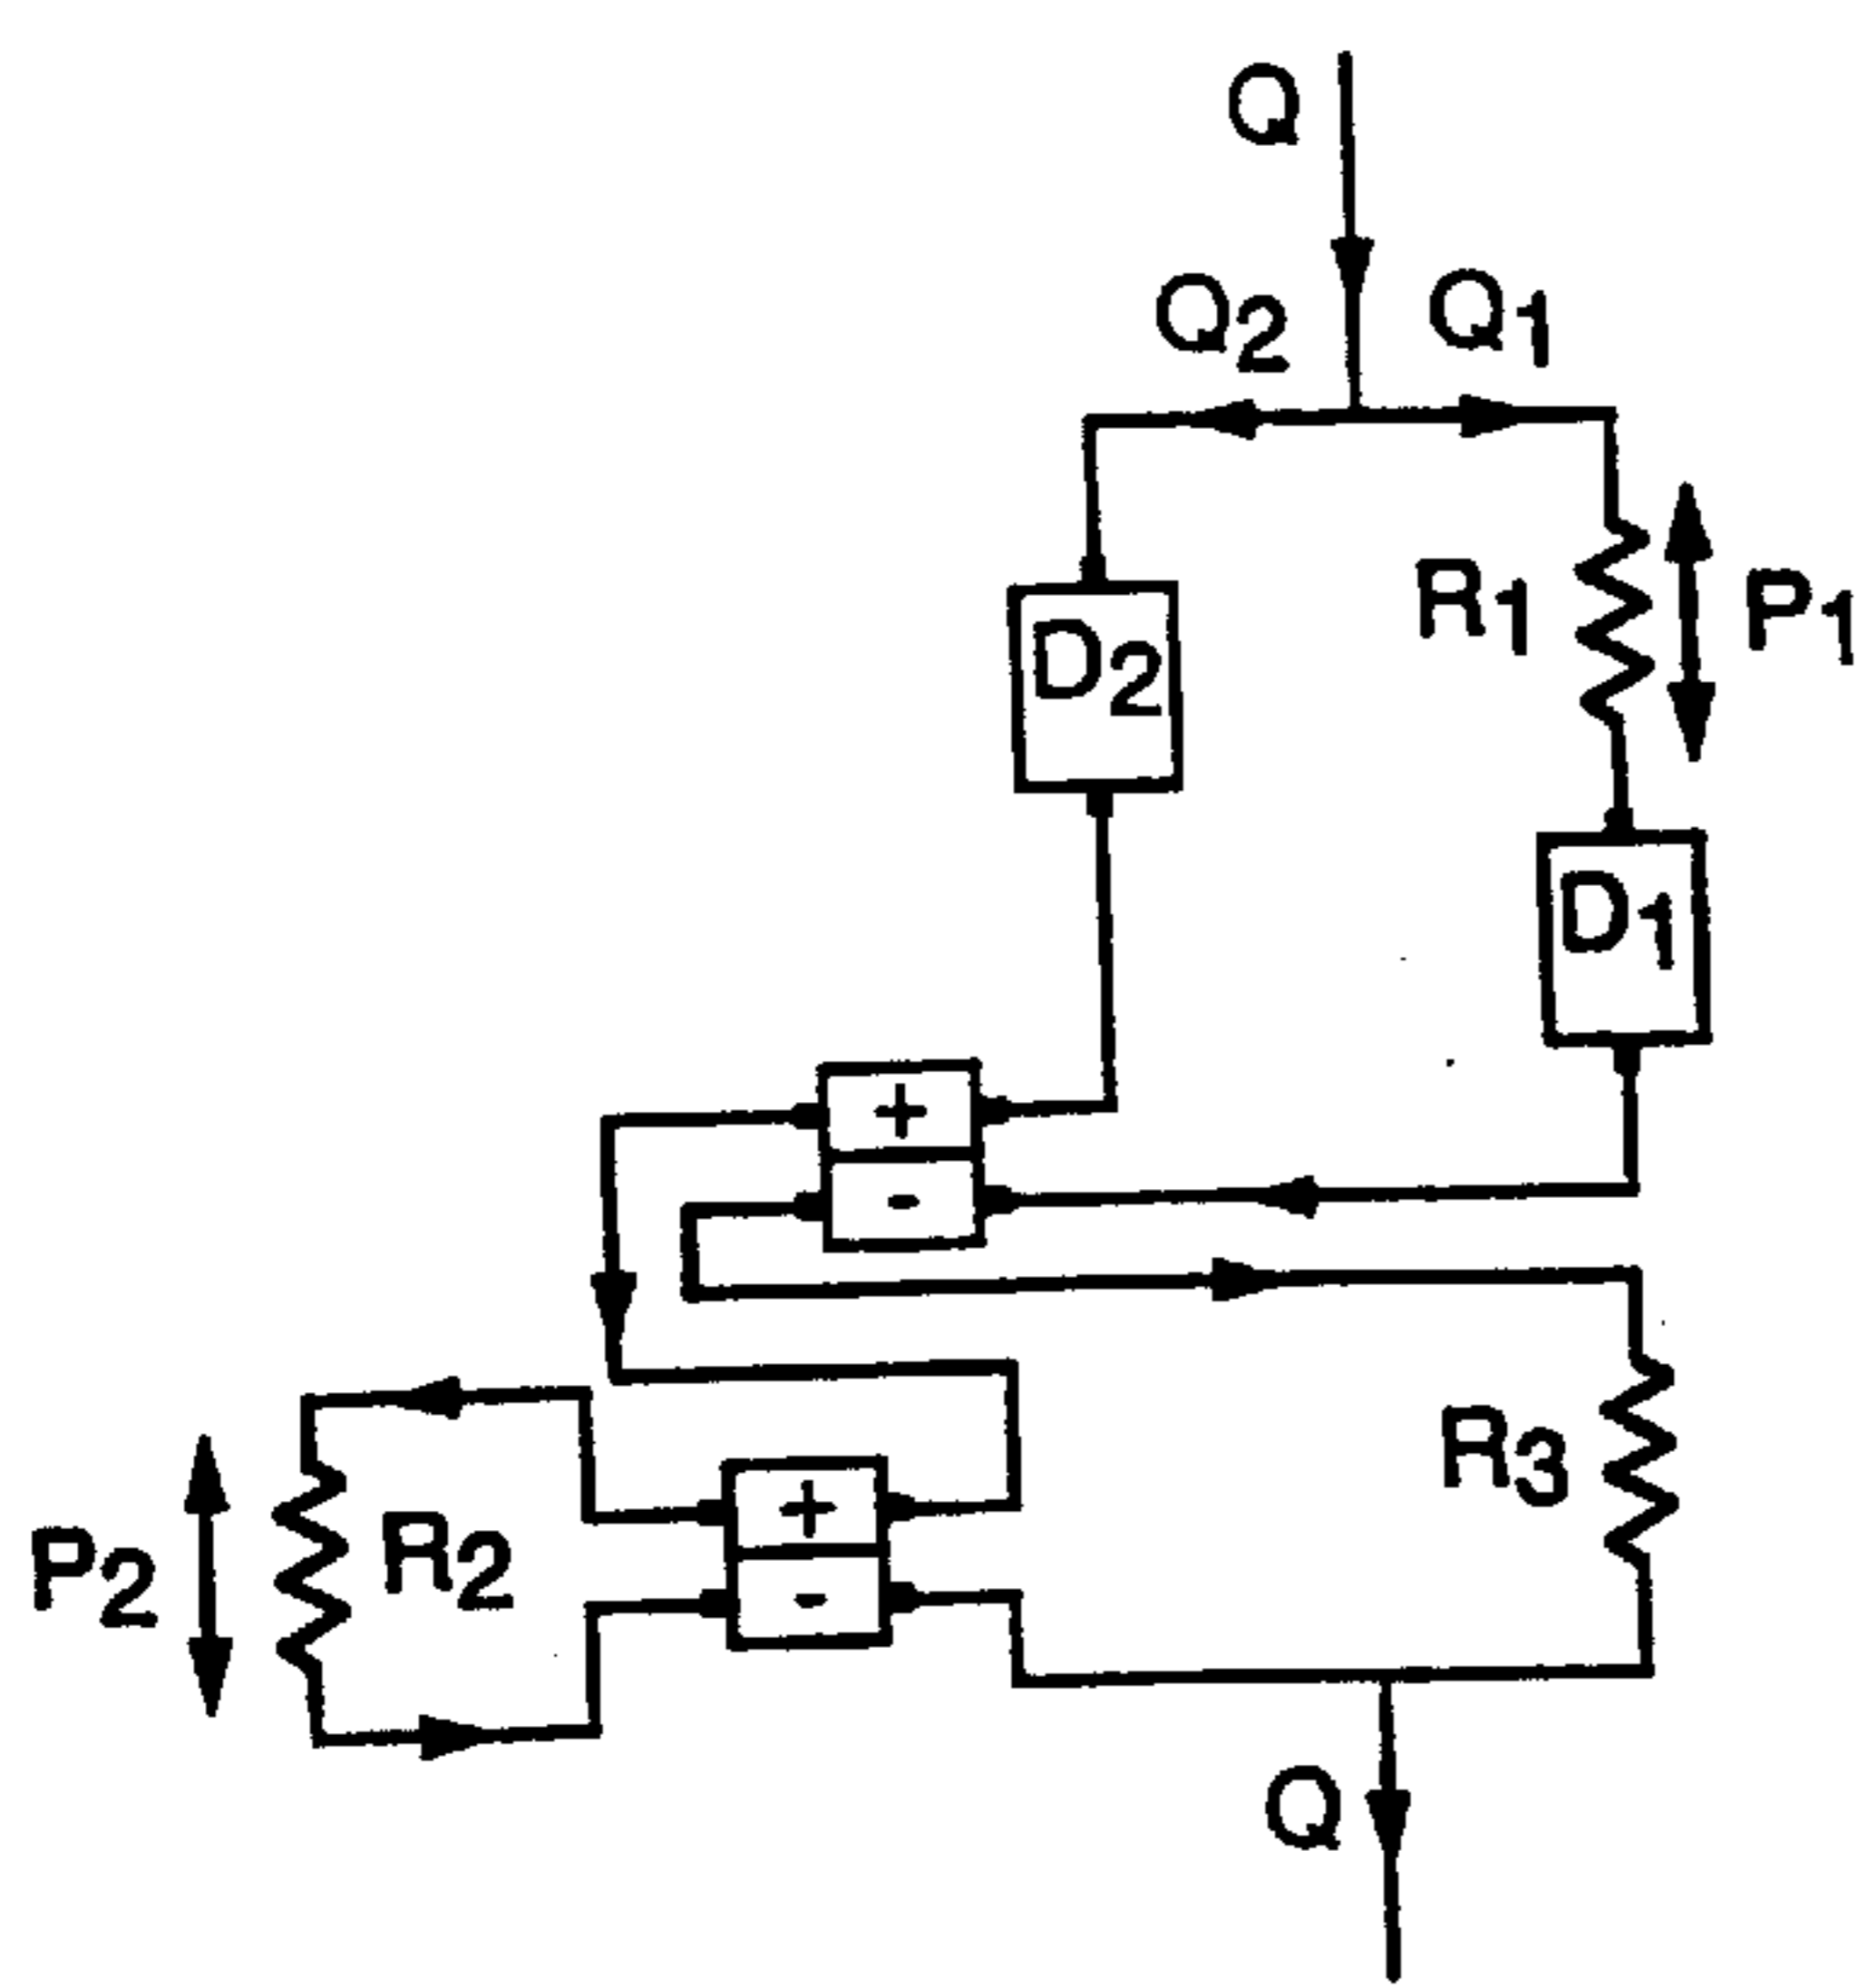 Q
Q2 Q1
R1 P1
D2
D1
+
-
R3
+
P2 R2
-
Q